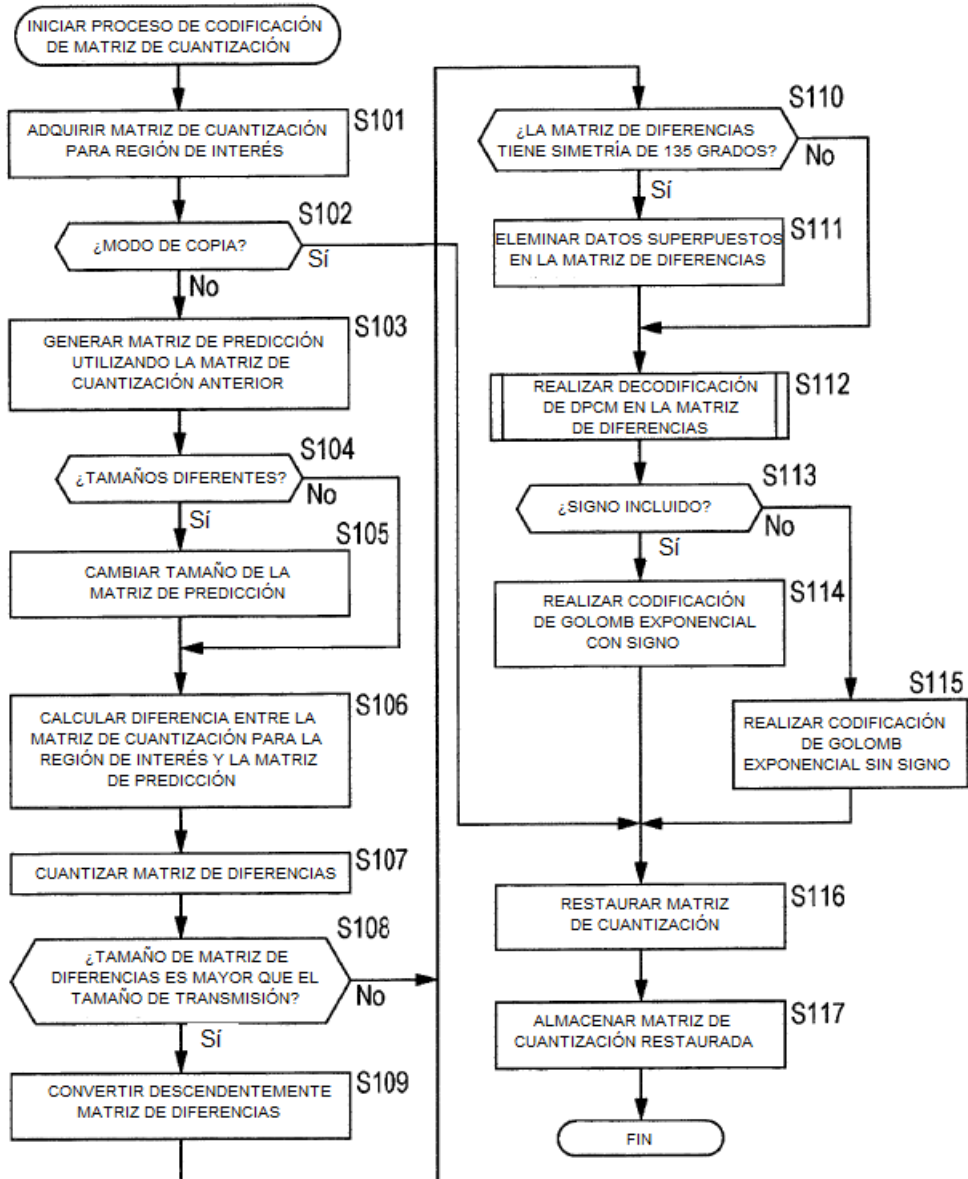 INICIAR PROCESO DE CODIFICACIÓN
DE MATRIZ DE CUANTIZACIÓN
S101
ADQUIRIR MATRIZ DE CUANTIZACIÓN
PARA REGIÓN DE INTERÉS
S102
¿MODO DE COPIA?
Sí
No
S103
GENERAR MATRIZ DE PREDICCIÓN
UTILIZANDO LA MATRIZ DE
CUANTIZACIÓN ANTERIOR
S104
¿TAMAÑOS DIFERENTES?
No
Sí
S105
CAMBIAR TAMAÑO DE LA
MATRIZ DE PREDICCIÓN
S106
CALCULAR DIFERENCIA ENTRE LA
MATRIZ DE CUANTIZACIÓN PARA LA
REGIÓN DE INTERÉS Y LA MATRIZ
DE PREDICCIÓN
S107
CUANTIZAR MATRIZ DE DIFERENCIAS
S108
¿TAMAÑO DE MATRIZ DE
DIFERENCIAS ES MAYOR QUE EL
TAMAÑO DE TRANSMISIÓN?
No
Sí
S109
CONVERTIR DESCENDENTEMENTE
MATRIZ DE DIFERENCIAS
S110
¿LA MATRIZ DE DIFERENCIAS
TIENE SIMETRÍA DE 135 GRADOS?
No
Sí
S111
ELEMINAR DATOS SUPERPUESTOS
EN LA MATRIZ DE DIFERENCIAS
S112
REALIZAR DECODIFICACIÓN
DE DPCM EN LA MATRIZ
DE DIFERENCIAS
S113
¿SIGNO INCLUIDO?
No
Sí
S114
REALIZAR CODIFICACIÓN
DE GOLOMB EXPONENCIAL
CON SIGNO
S115
REALIZAR CODIFICACIÓN
DE GOLOMB
EXPONENCIAL SIN SIGNO
S116
RESTAURAR MATRIZ
DE CUANTIZACIÓN
S117
ALMACENAR MATRIZ DE
CUANTIZACIÓN RESTAURADA
FIN